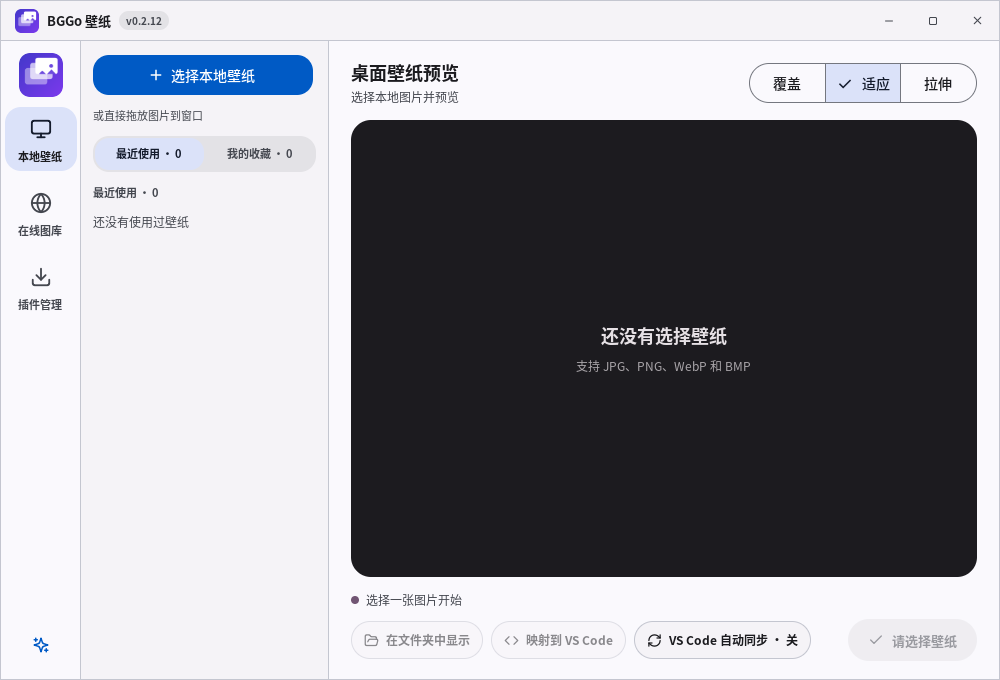 BGGo 壁纸 v0.2.12
本地壁纸
在线图库
插件管理
选择本地壁纸
或直接拖放图片到窗口
最近使用 · 0 我的收藏 · 0
最近使用 · 0
还没有使用过壁纸
桌面壁纸预览
选择本地图片并预览
覆盖 适应 拉伸
还没有选择壁纸
支持 JPG、PNG、WebP 和 BMP
选择一张图片开始
在文件夹中显示 映射到 VS Code VS Code 自动同步 · 关 请选择壁纸